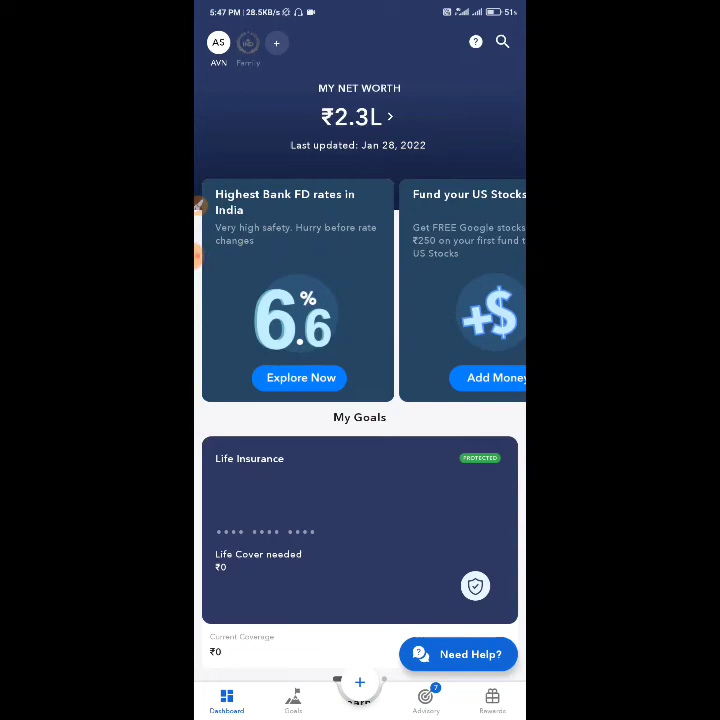 5:47 PM | 28.5KB/s
51%
AS
+
AVN
Family
?
MY NET WORTH
₹2.3L >
Last updated: Jan 28, 2022
Highest Bank FD rates in
India
Very high safety. Hurry before rate
changes
6.6%
Explore Now
Fund your US Stocks
Get FREE Google stocks
₹250 on your first fund t
US Stocks
+$
Add Money
My Goals
Life Insurance
PROTECTED
•••• •••• ••••
Life Cover needed
₹0
Current Coverage
₹0
Need Help?
+
Dashboard
Goals
7
Advisory
Rewards